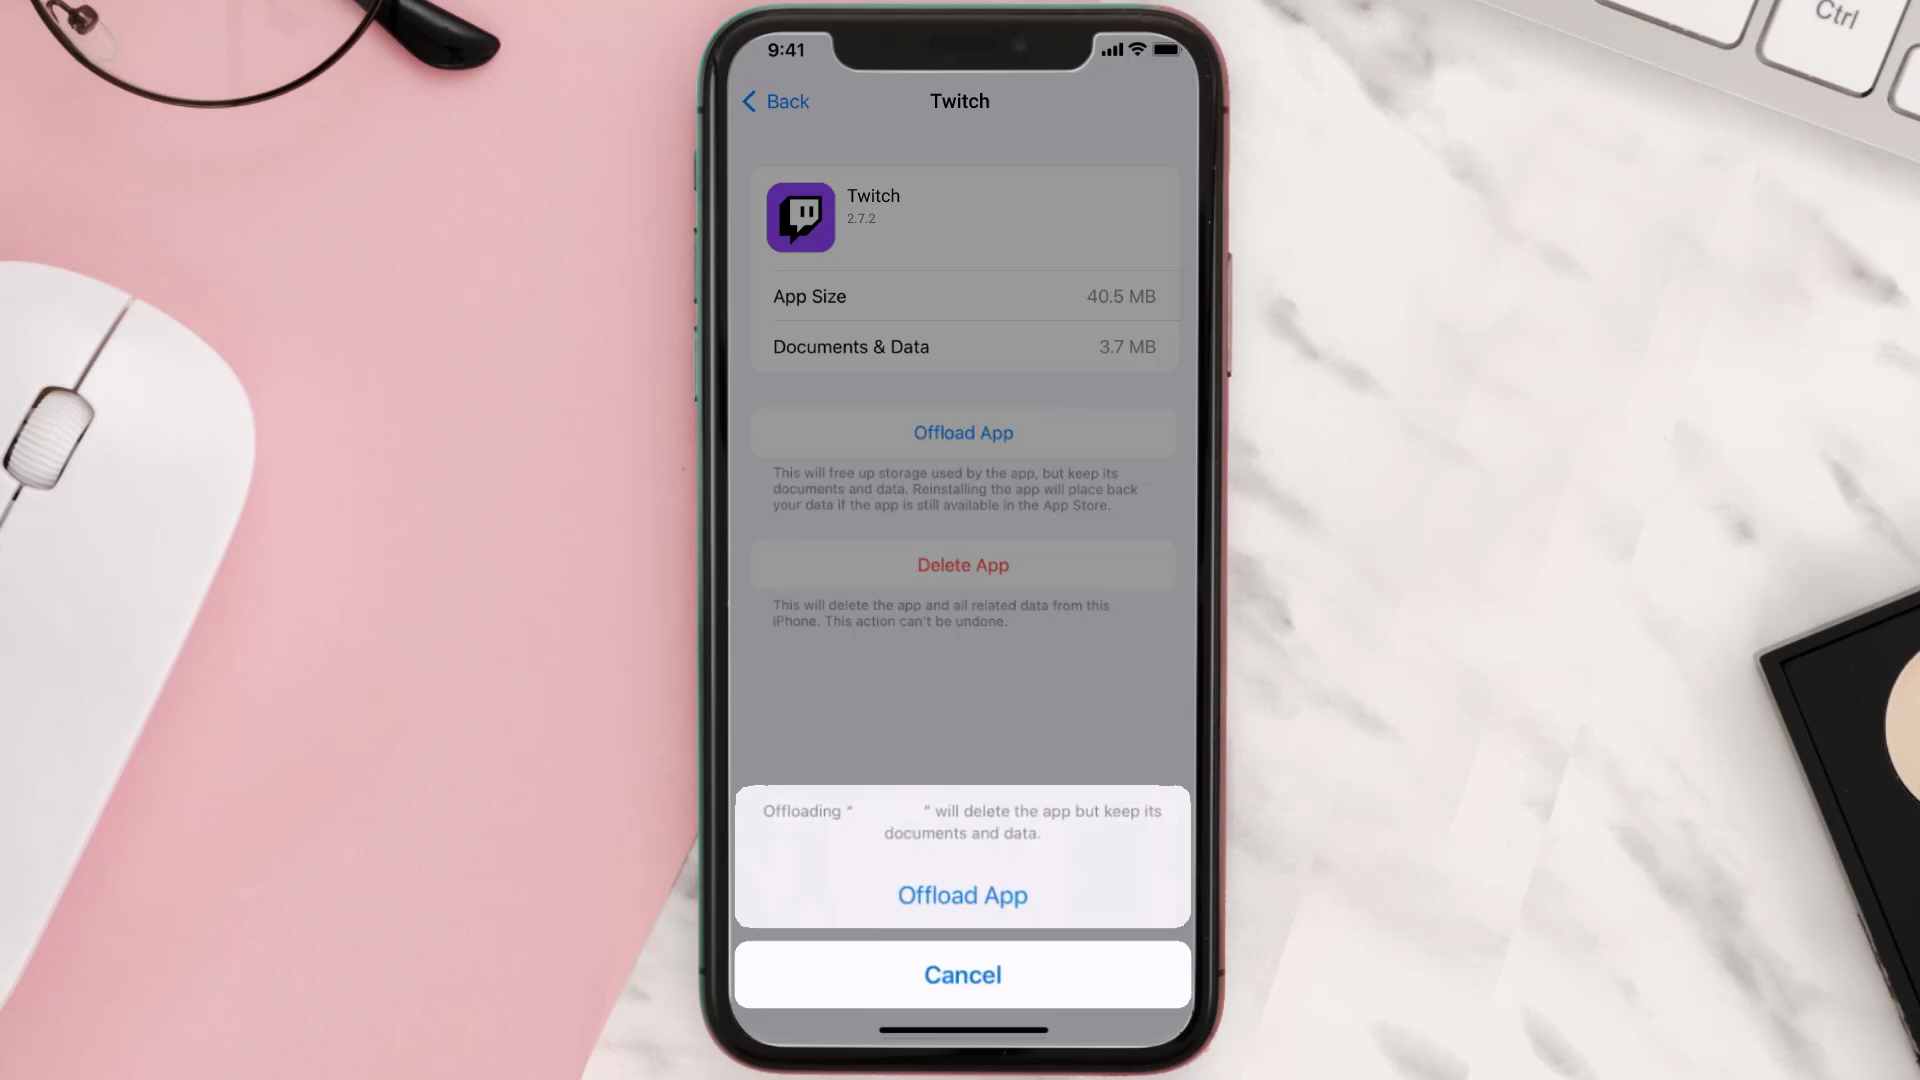 Ctrl
9:41
Back
Twitch
Twitch
2.7.2
App Size 40.5 MB
Documents & Data 3.7 MB
Offload App
This will free up storage used by the app, but keep its
documents and data. Reinstalling the app will place back
your data if the app is still available in the App Store.
Delete App
This will delete the app and all related data from this
iPhone. This action can't be undone.
Offloading “ ” will delete the app but keep its
documents and data.
Offload App
Cancel